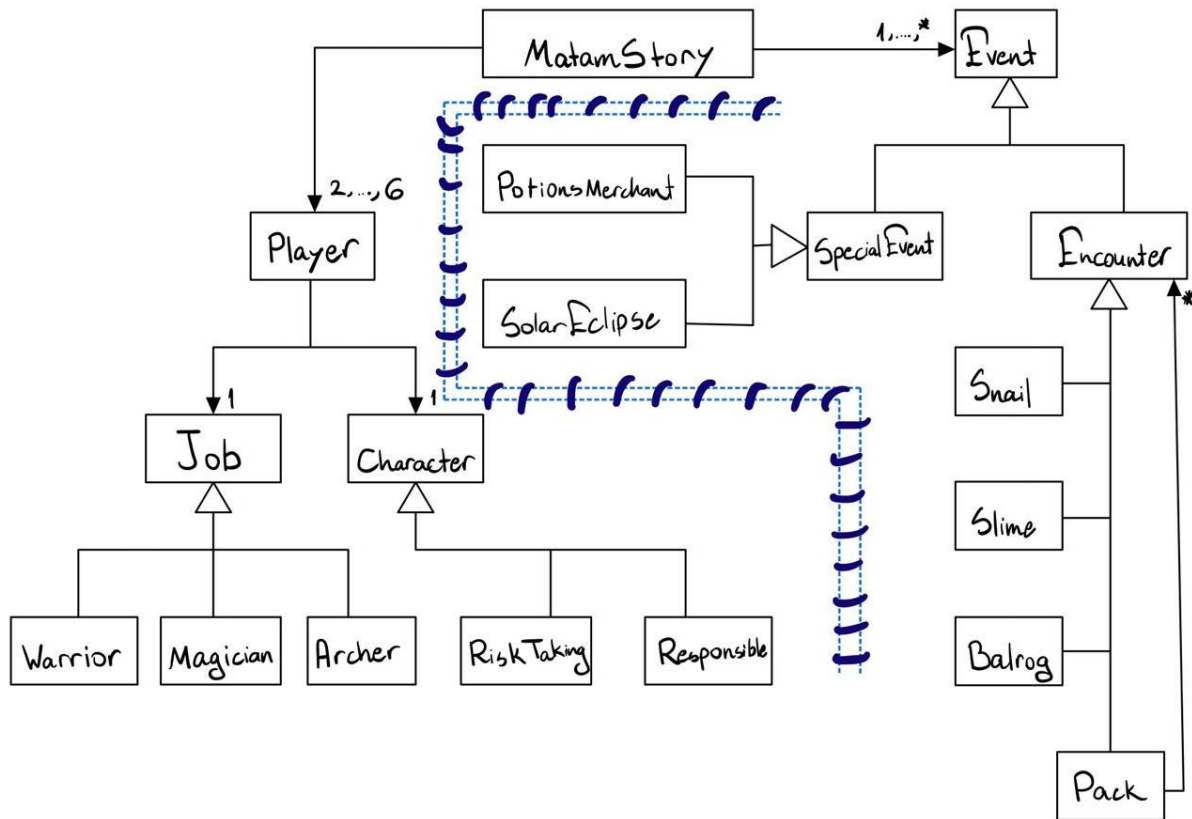 MatamStory
1,...,*
Event
2,...,6
Player
PotionsMerchant
SpecialEvent
Encounter
*
SolarEclipse
Snail
1
1
Job
Character
Slime
Warrior
Magician
Archer
RiskTaking
Responsible
Balrog
Pack